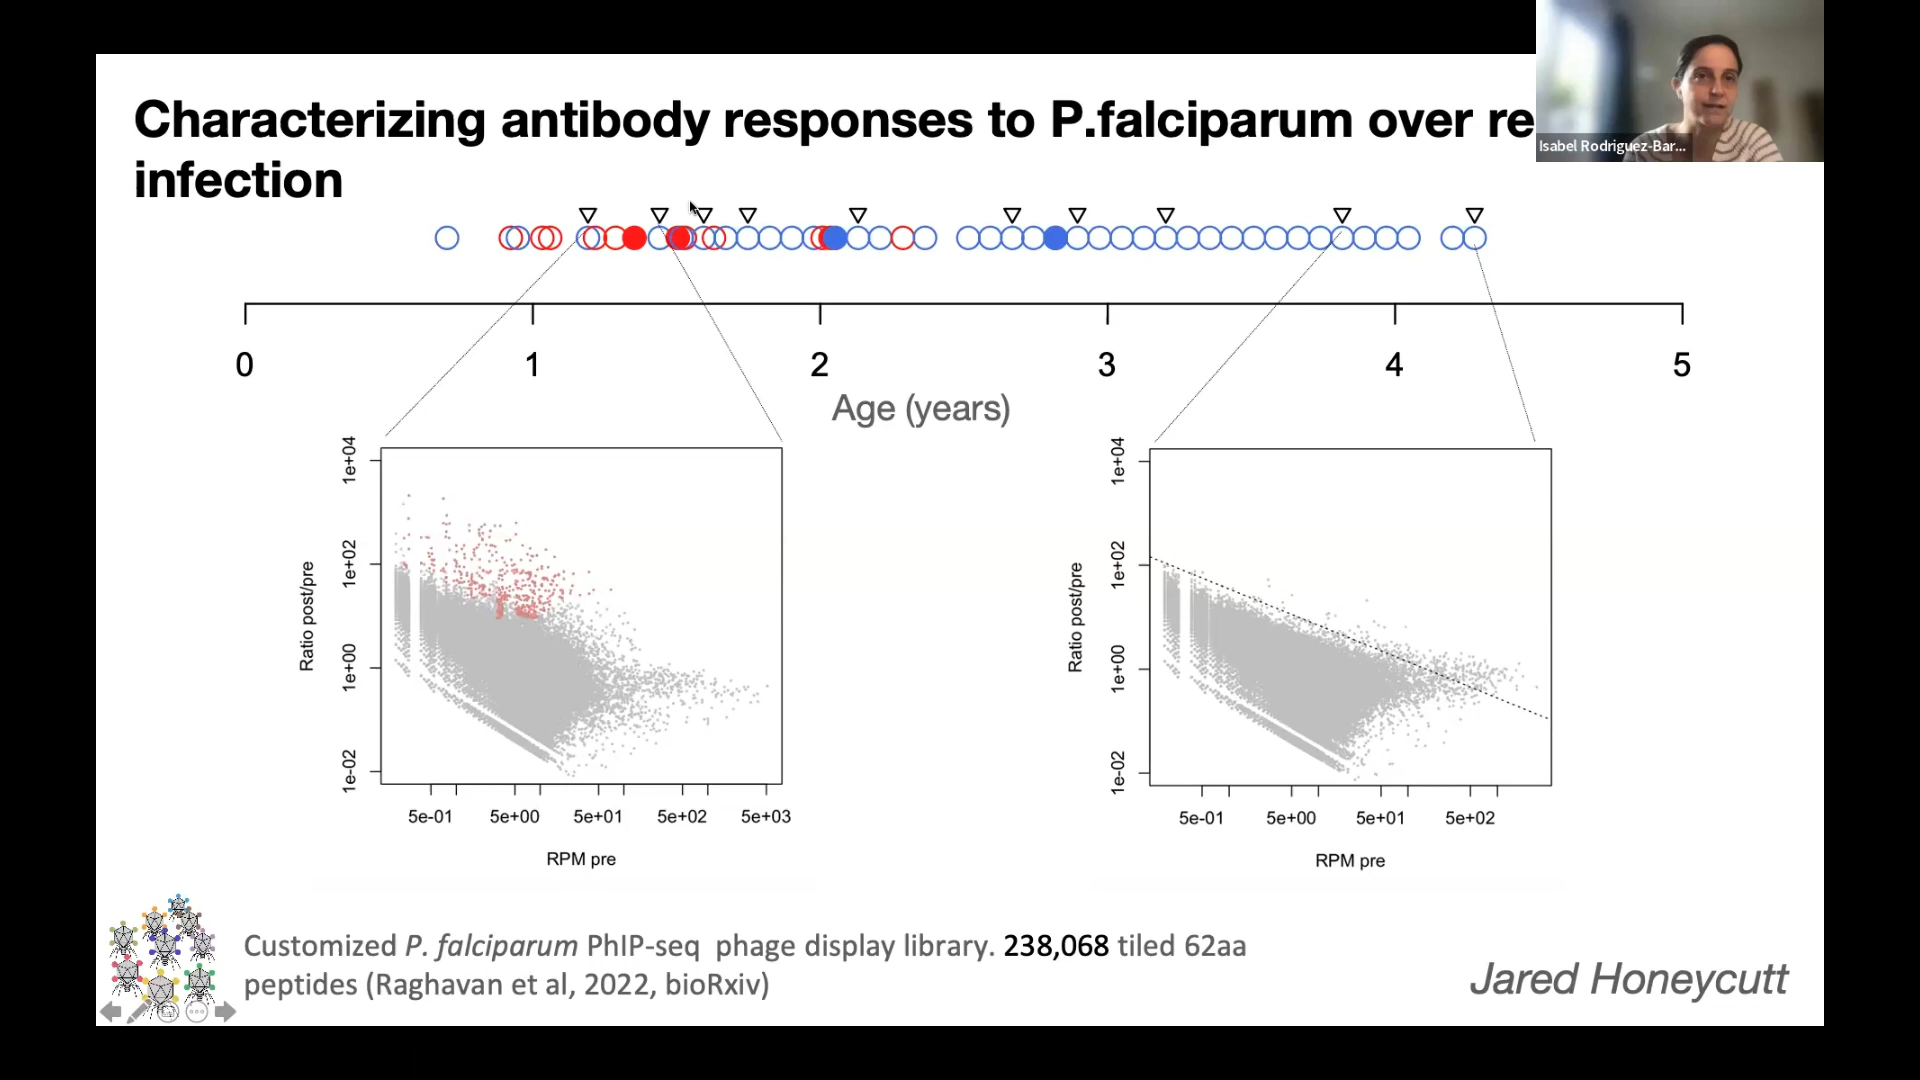 Characterizing antibody responses to P.falciparum over re
infection
Isabel Rodriguez-Bar...
0 1 2 3 4 5
Age (years)
1e+04
1e+02
1e+00
1e-02
Ratio post/pre
5e-01 5e+00 5e+01 5e+02 5e+03
RPM pre
1e+04
1e+02
1e+00
1e-02
Ratio post/pre
5e-01 5e+00 5e+01 5e+02
RPM pre
Customized P. falciparum PhIP-seq phage display library. 238,068 tiled 62aa
peptides (Raghavan et al, 2022, bioRxiv)
Jared Honeycutt